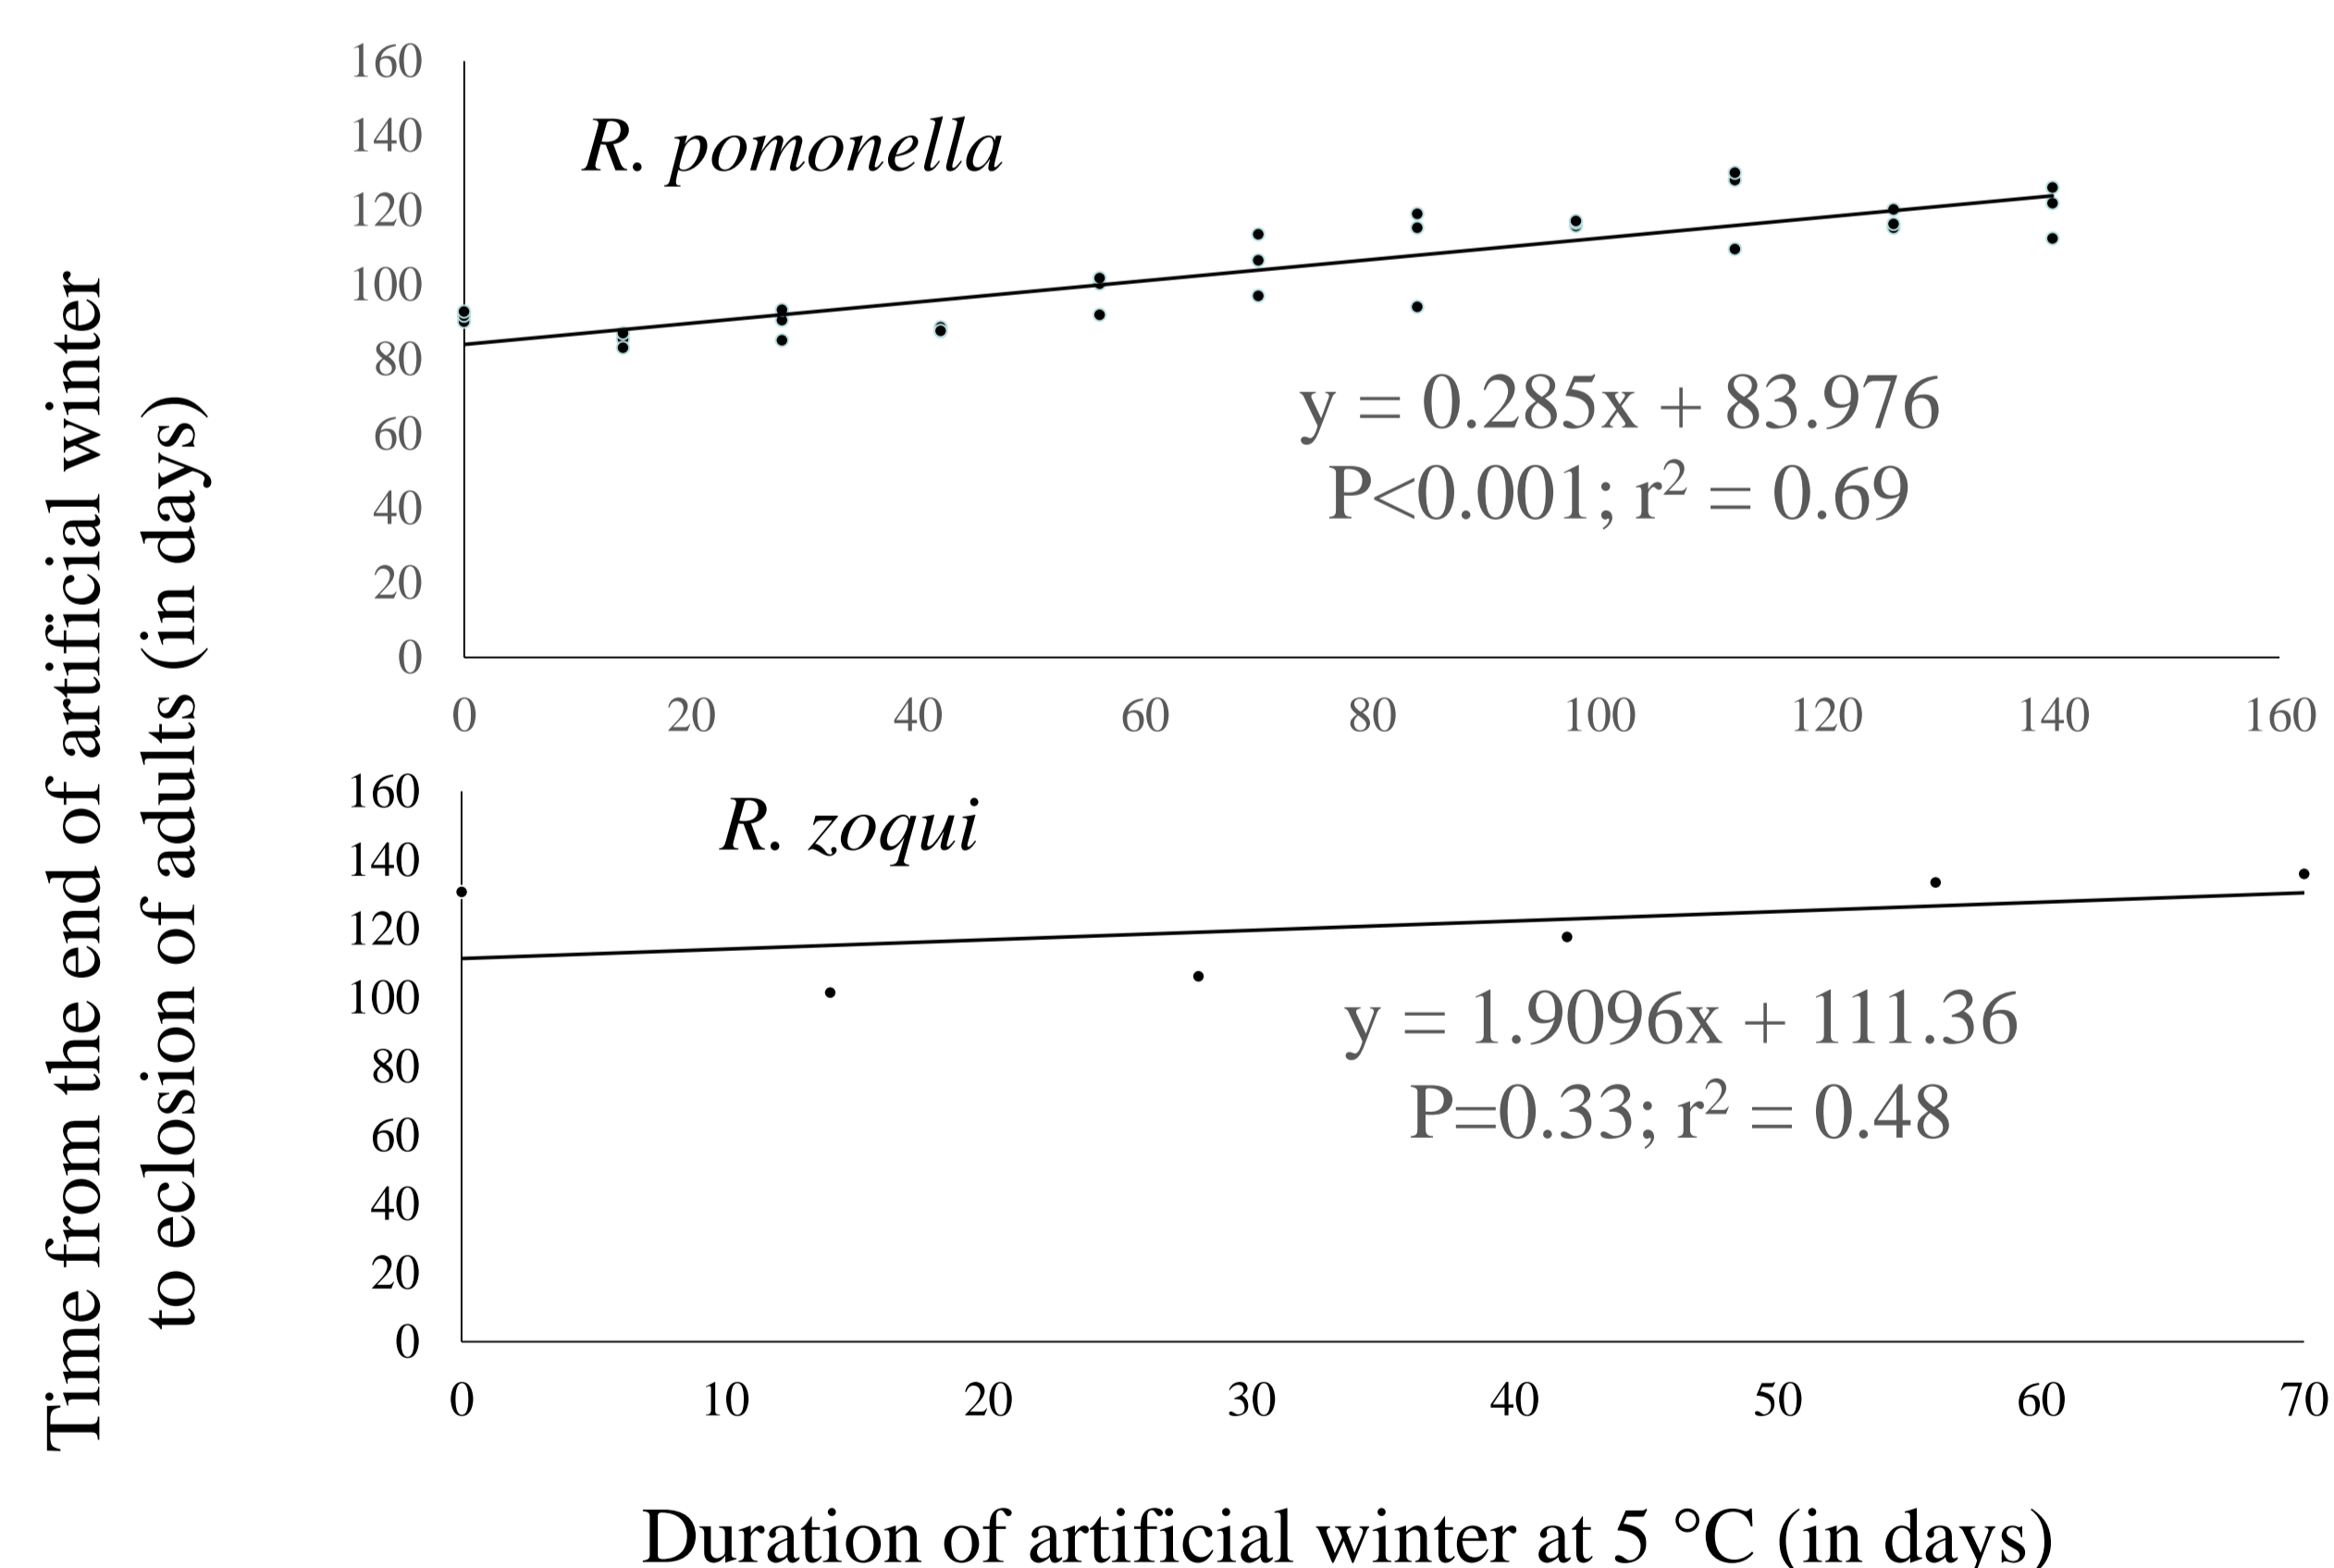 Time from the end of artificial winter
to eclosion of adults (in days)
160
140
120
100
80
60
40
20
0
R. pomonella
y = 0.285x + 83.976
P<0.001; r² = 0.69
0 20 40 60 80 100 120 140 160
160
140
120
100
80
60
40
20
0
R. zoqui
y = 1.9096x + 111.36
P=0.33; r² = 0.48
0 10 20 30 40 50 60 70
Duration of artificial winter at 5 °C (in days)